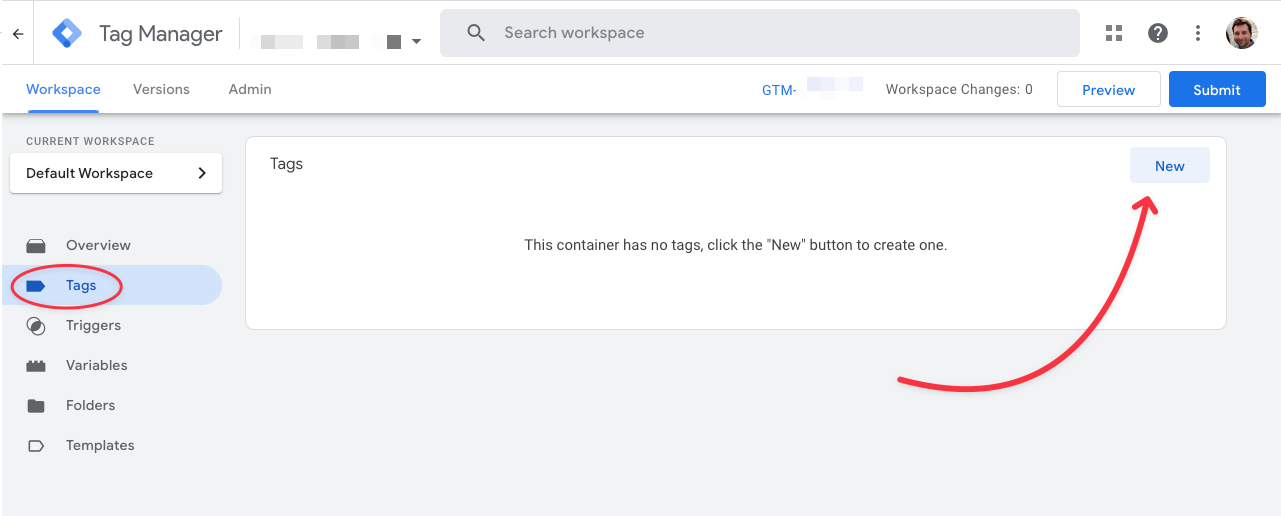 Tag Manager
Search workspace
Workspace Versions Admin
GTM-
Workspace Changes: 0
Preview
Submit
CURRENT WORKSPACE
Default Workspace
Tags
New
This container has no tags, click the "New" button to create one.
Overview
Tags
Triggers
Variables
Folders
Templates